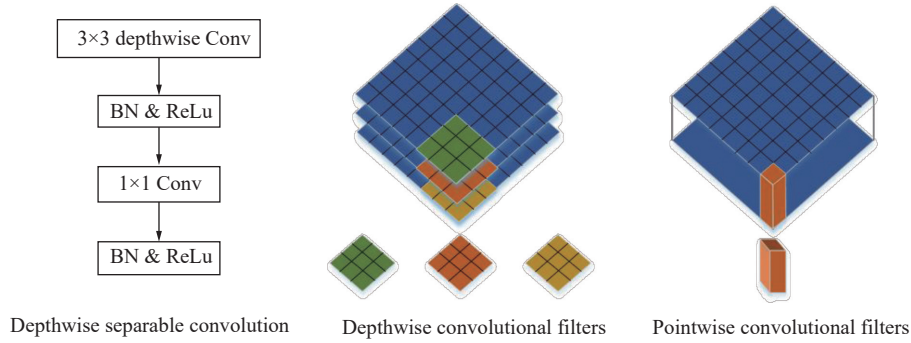 3×3 depthwise Conv
BN & ReLu
1×1 Conv
BN & ReLu
Depthwise separable convolution
Depthwise convolutional filters
Pointwise convolutional filters